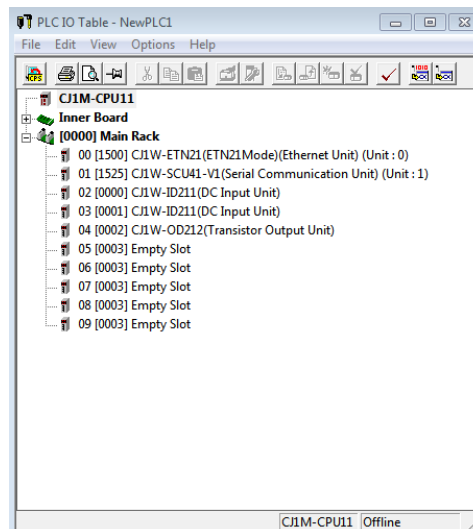 PLC IO Table - NewPLC1
File Edit View Options Help
CJ1M-CPU11
Inner Board
[0000] Main Rack
00 [1500] CJ1W-ETN21(ETN21Mode)(Ethernet Unit) (Unit : 0)
01 [1525] CJ1W-SCU41-V1(Serial Communication Unit) (Unit : 1)
02 [0000] CJ1W-ID211(DC Input Unit)
03 [0001] CJ1W-ID211(DC Input Unit)
04 [0002] CJ1W-OD212(Transistor Output Unit)
05 [0003] Empty Slot
06 [0003] Empty Slot
07 [0003] Empty Slot
08 [0003] Empty Slot
09 [0003] Empty Slot
CJ1M-CPU11 Offline